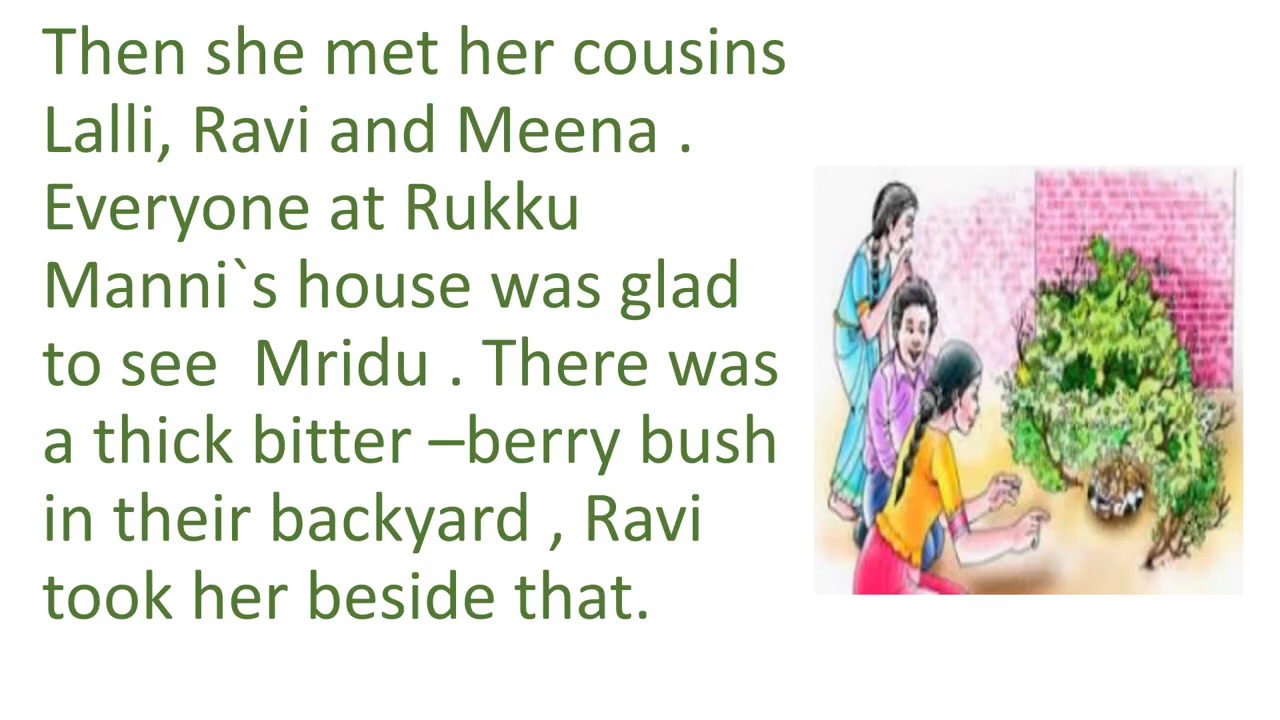 Then she met her cousins
Lalli, Ravi and Meena .
Everyone at Rukku
Manni`s house was glad
to see  Mridu . There was
a thick bitter –berry bush
in their backyard , Ravi
took her beside that.